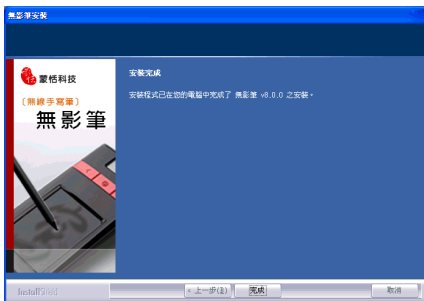 無影筆安裝
蒙恬科技
(無線手寫筆)
無影筆
安裝完成
安裝程式已在您的電腦中完成了 無影筆 v8.0.0 之安裝。
InstallShield
< 上一步(B) 完成 取消